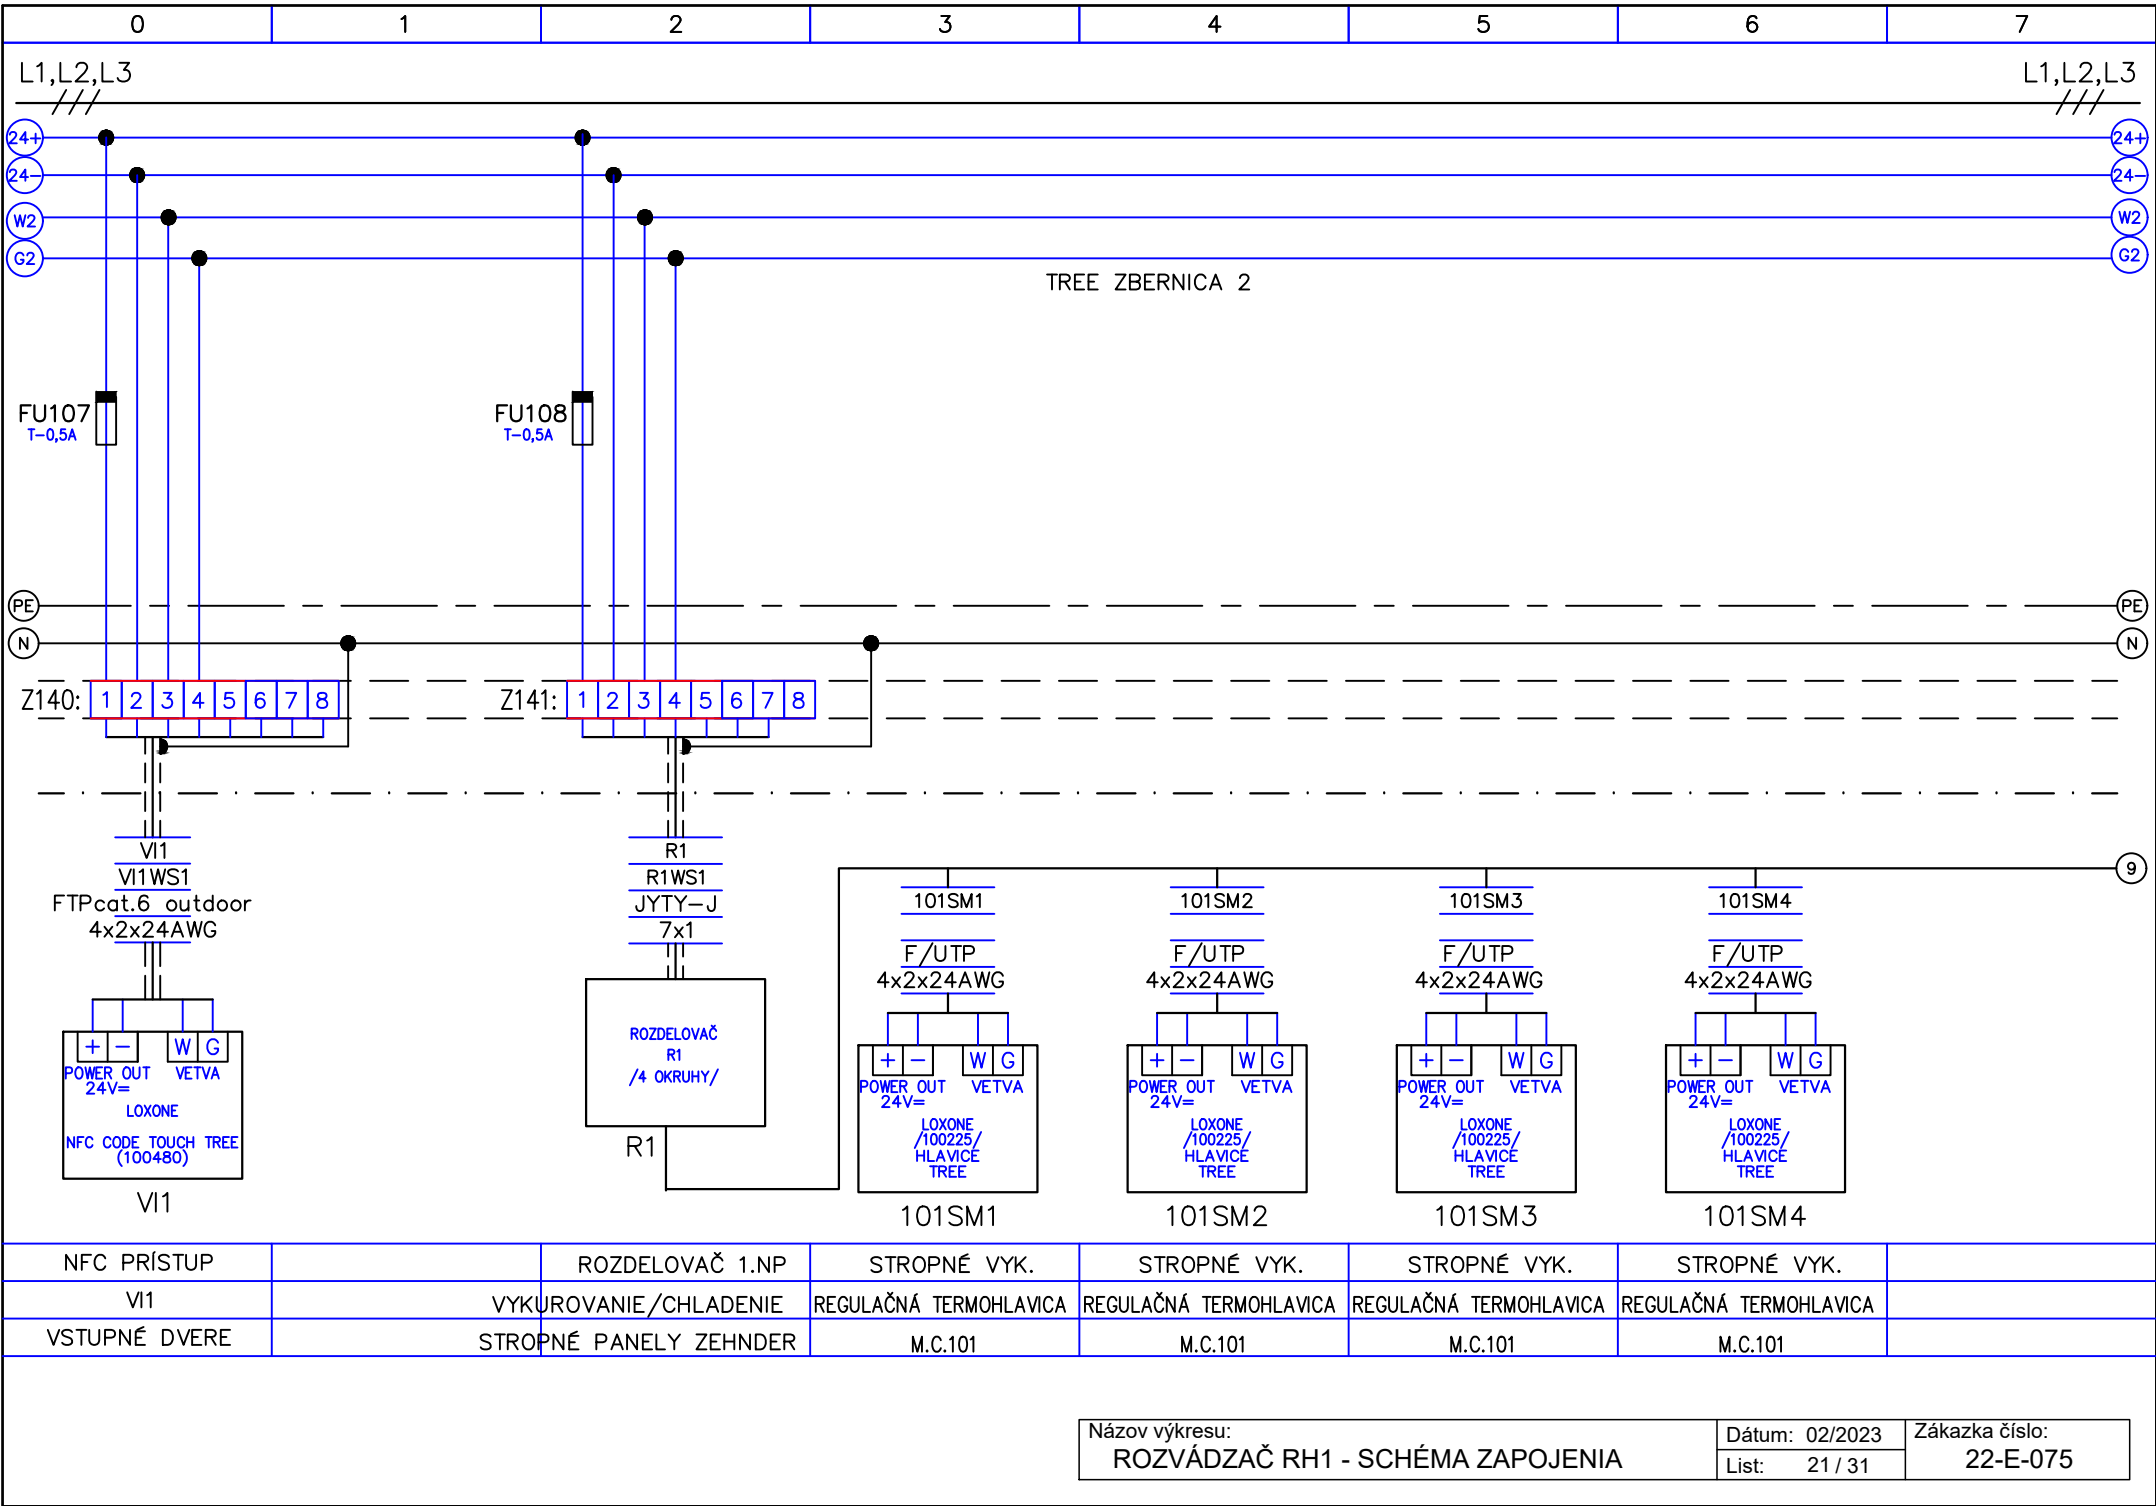 0 1 2 3 4 5 6 7
L1,L2,L3 L1,L2,L3
24+ 24+
24- 24-
W2 W2
G2 G2
TREE ZBERNICA 2
FU107 FU108
T-0,5A T-0,5A
PE PE
N N
Z140: 1 2 3 4 5 6 7 8 Z141: 1 2 3 4 5 6 7 8
VI1
VI1WS1
FTPcat.6 outdoor
4x2x24AWG
+ - W G
POWER OUT VETVA
24V=
LOXONE
NFC CODE TOUCH TREE
(100480)
VI1
R1
R1WS1
JYTY-J
7x1
ROZDELOVAČ
R1
/4 OKRUHY/
R1
9
101SM1
F/UTP
4x2x24AWG
+ - W G
POWER OUT VETVA
24V=
LOXONE
/100225/
HLAVICE
TREE
101SM1
101SM2
F/UTP
4x2x24AWG
+ - W G
POWER OUT VETVA
24V=
LOXONE
/100225/
HLAVICE
TREE
101SM2
101SM3
F/UTP
4x2x24AWG
+ - W G
POWER OUT VETVA
24V=
LOXONE
/100225/
HLAVICE
TREE
101SM3
101SM4
F/UTP
4x2x24AWG
+ - W G
POWER OUT VETVA
24V=
LOXONE
/100225/
HLAVICE
TREE
101SM4
NFC PRÍSTUP ROZDELOVAČ 1.NP STROPNÉ VYK. STROPNÉ VYK. STROPNÉ VYK. STROPNÉ VYK.
VI1 VYKUROVANIE/CHLADENIE REGULAČNÁ TERMOHLAVICA REGULAČNÁ TERMOHLAVICA REGULAČNÁ TERMOHLAVICA REGULAČNÁ TERMOHLAVICA
VSTUPNÉ DVERE STROPNÉ PANELY ZEHNDER M.C.101 M.C.101 M.C.101 M.C.101
Názov výkresu:
ROZVÁDZAČ RH1 - SCHÉMA ZAPOJENIA
Dátum: 02/2023
List: 21 / 31
Zákazka číslo:
22-E-075